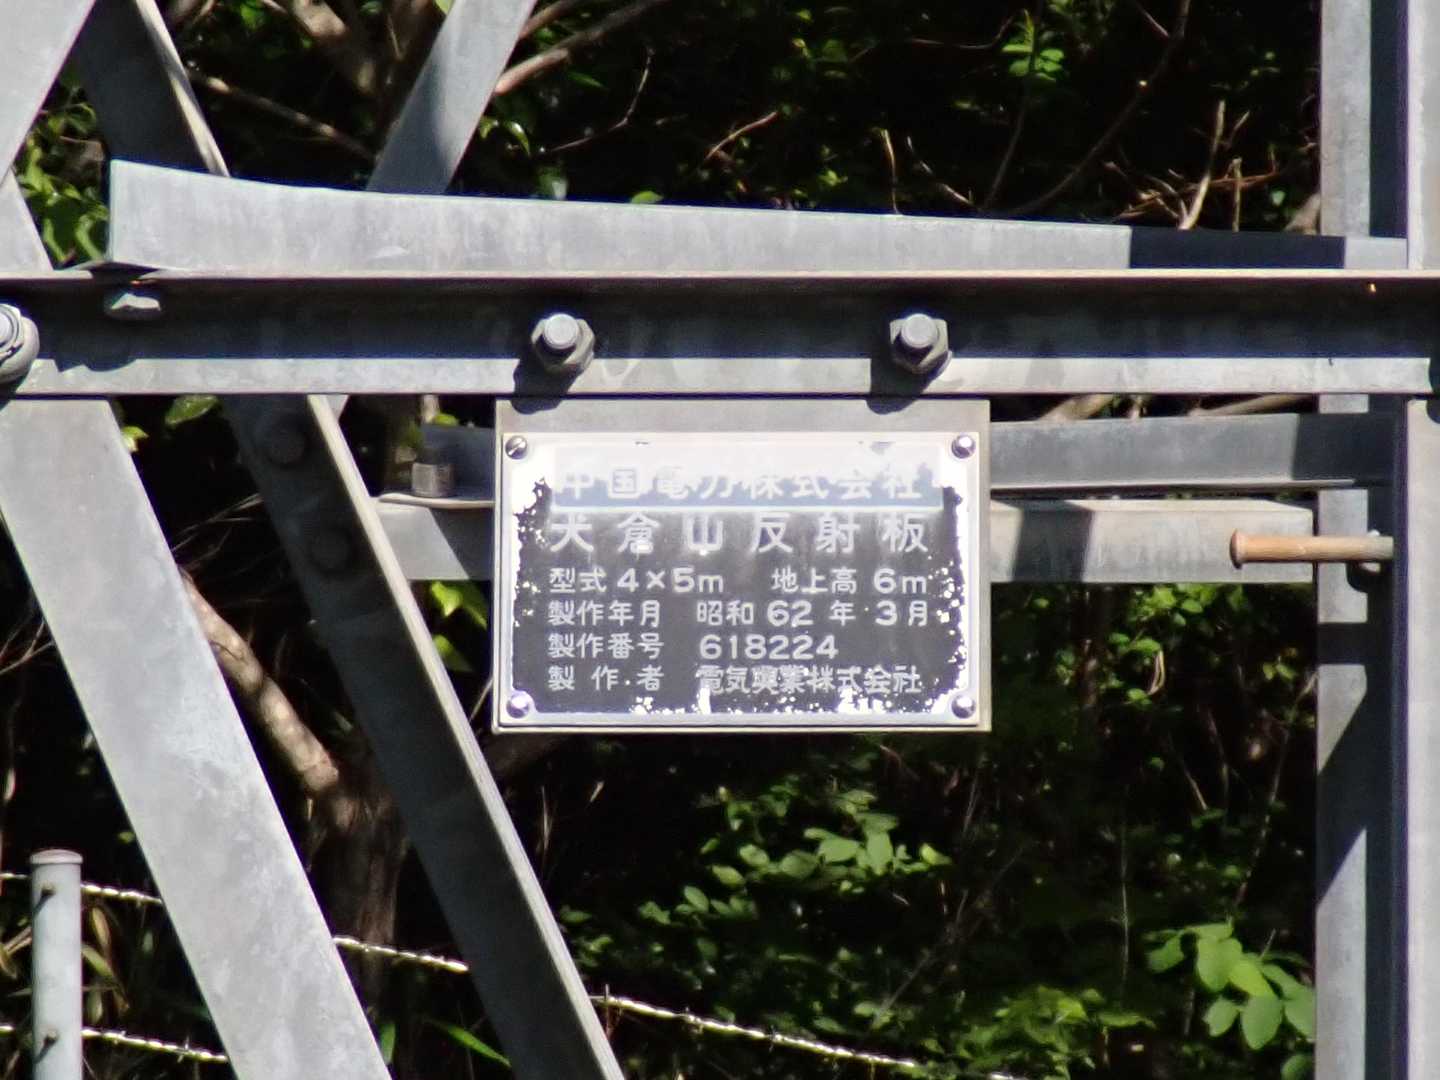 中国電力株式会社
犬倉山反射板
型式 4×5m 地上高 6m
製作年月 昭和 62 年 3月
製作番号 618224
製作者 電気興業株式会社